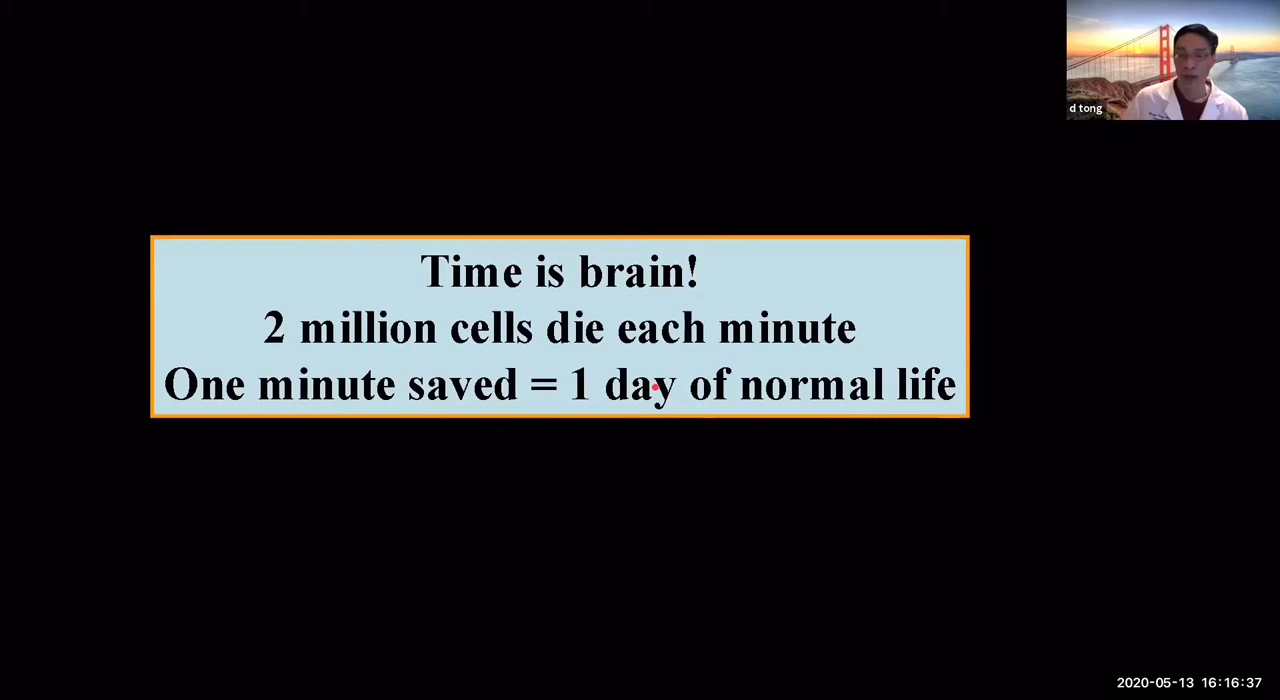 d tong
Time is brain!
2 million cells die each minute
One minute saved = 1 day of normal life
2020-05-13 16:16:37